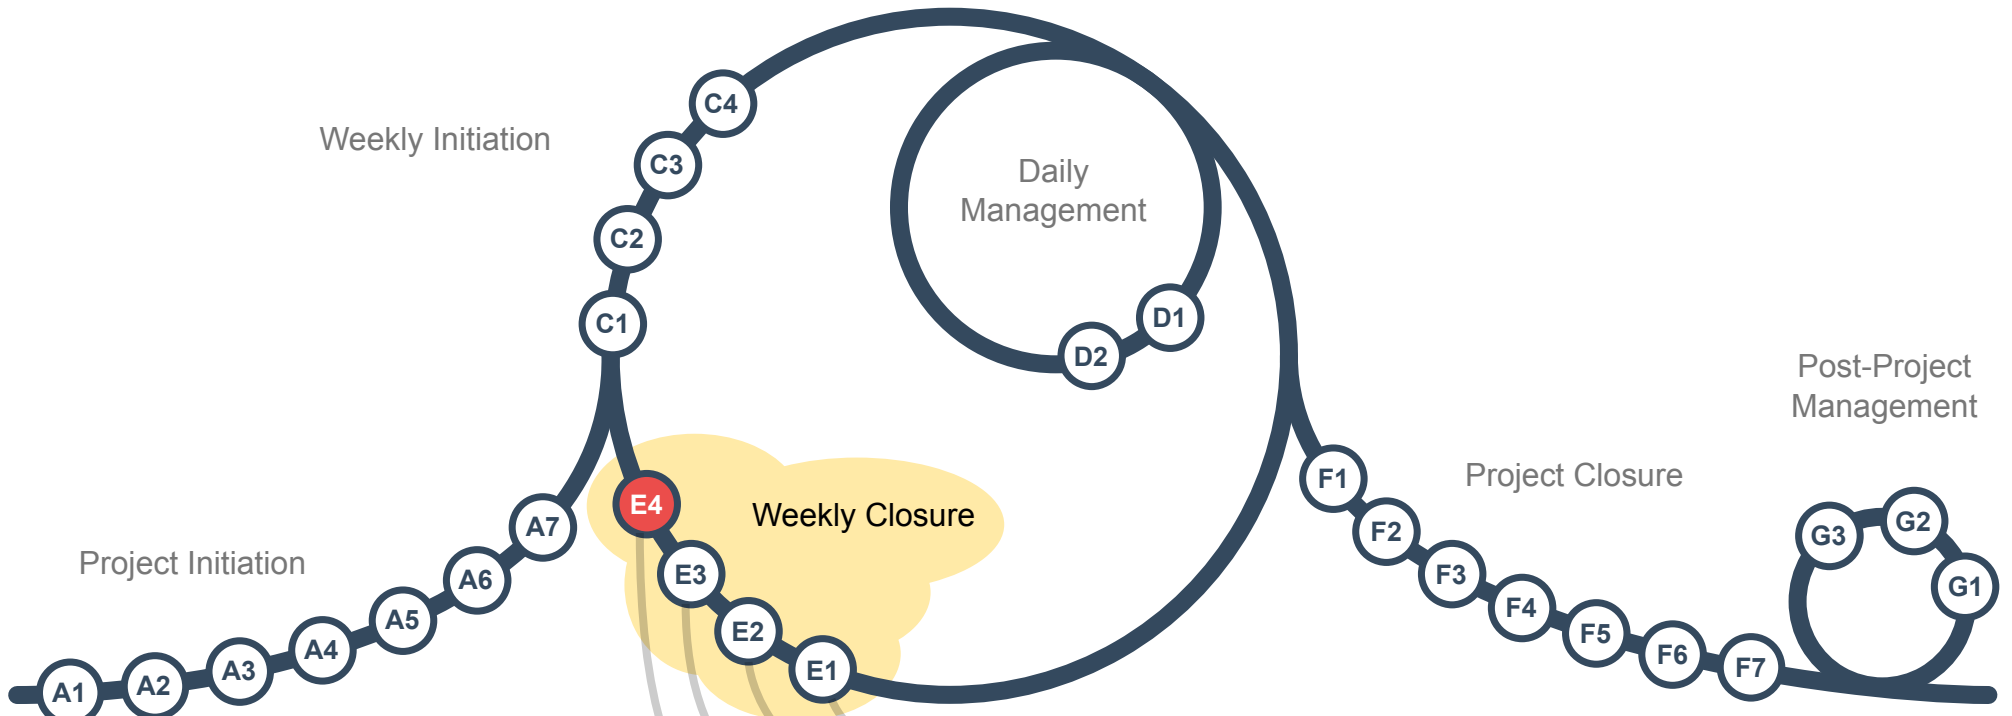 C4
Weekly Initiation
C3
Daily
Management
C2
C1
D1
D2
Post-Project
Management
F1
Project Closure
E4
Weekly Closure
A7
F2
G3
G2
Project Initiation
A6
E3
F3
G1
A5
F4
E2
F5
A4
E1
F6
A3
F7
A2
A1